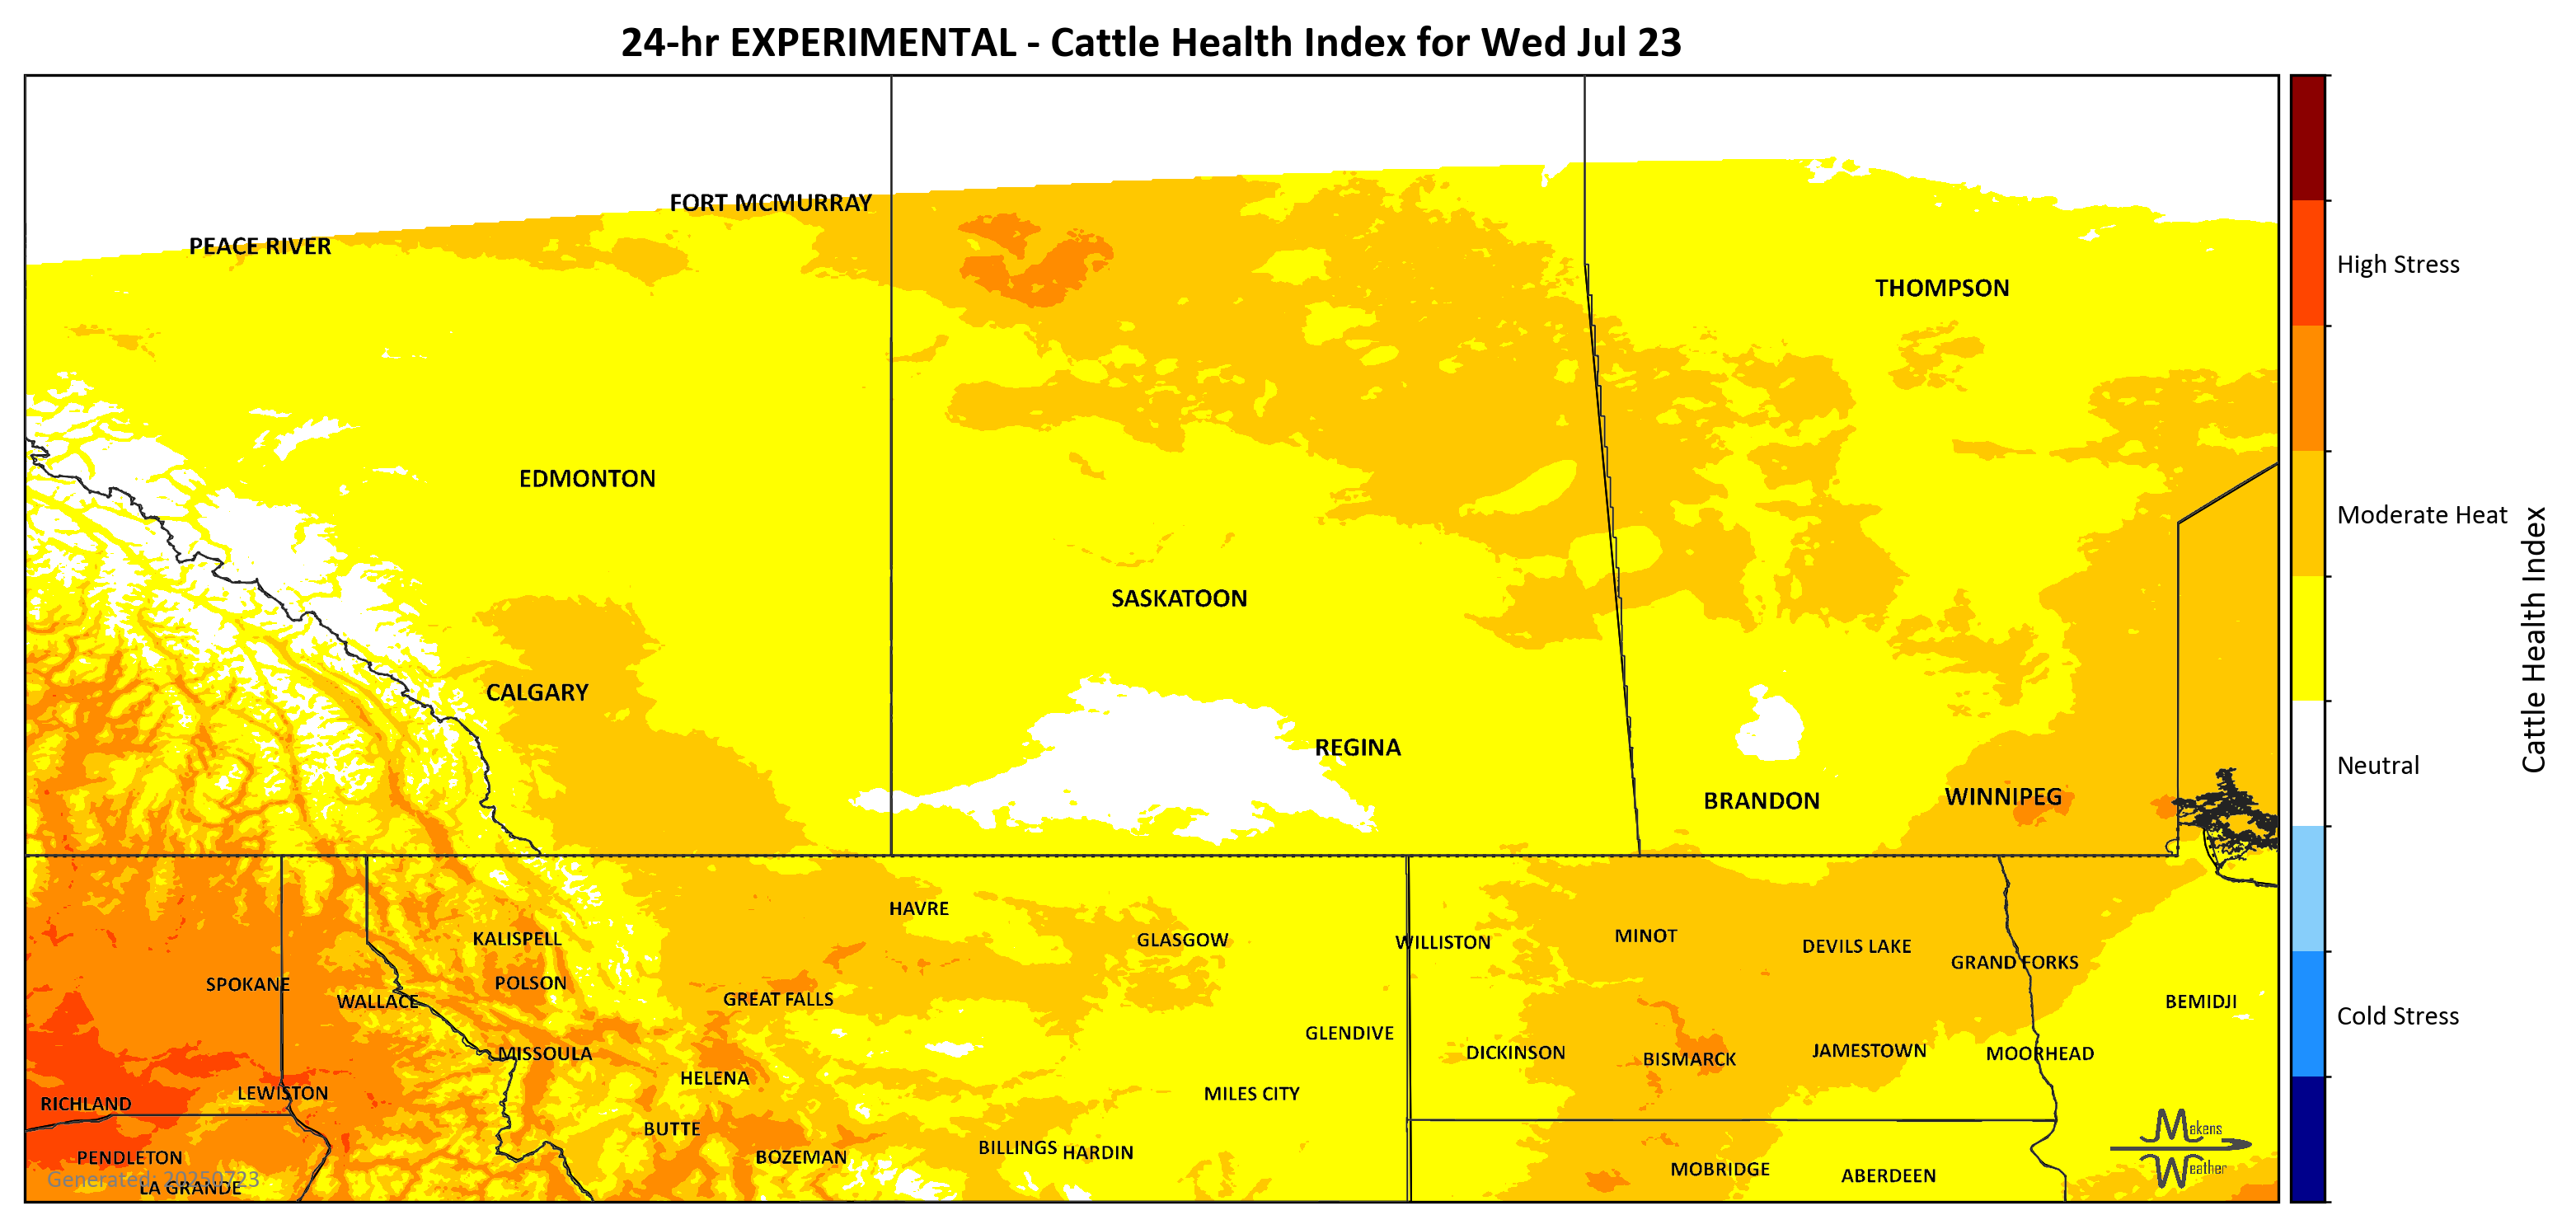 24-hr EXPERIMENTAL - Cattle Health Index for Wed Jul 23
FORT MCMURRAY
PEACE RIVER
THOMPSON
High Stress
EDMONTON
Moderate Heat
SASKATOON
Cattle Health Index
CALGARY
REGINA
Neutral
BRANDON
WINNIPEG
HAVRE
KALISPELL
GLASGOW
WILLISTON
MINOT
DEVILS LAKE
GRAND FORKS
SPOKANE
POLSON
WALLACE
GREAT FALLS
BEMIDJI
Cold Stress
GLENDIVE
MISSOULA
DICKINSON
BISMARCK
JAMESTOWN
MOORHEAD
HELENA
LEWISTON
MILES CITY
RICHLAND
BUTTE
Makens
Weather
BILLINGS
HARDIN
PENDLETON
BOZEMAN
MOBRIDGE
ABERDEEN
Generated: 20250723
LA GRANDE